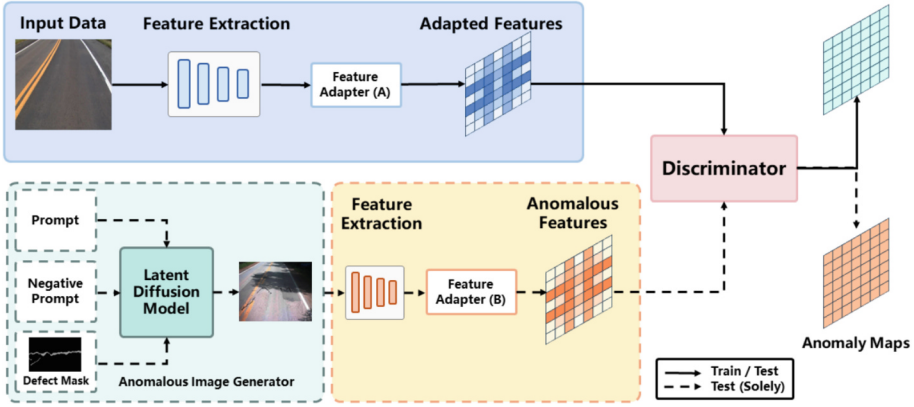 Input Data
Feature Extraction
Adapted Features
Feature
Adapter (A)
Discriminator
Prompt
Negative
Prompt
Defect Mask
Latent
Diffusion
Model
Anomalous Image Generator
Feature
Extraction
Feature
Adapter (B)
Anomalous
Features
Anomaly Maps
Train / Test
Test (Solely)